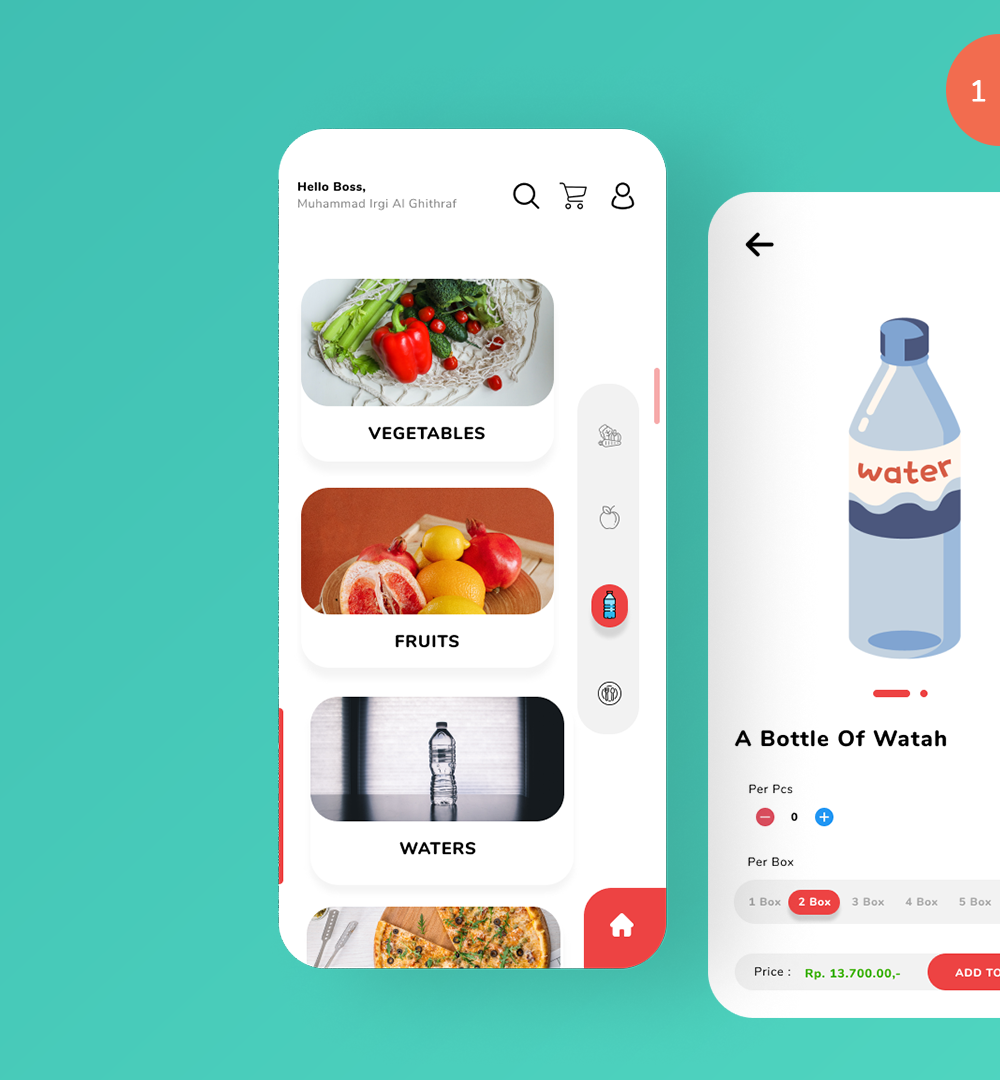 1
Hello Boss,
Muhammad Irgi Al Ghithraf
VEGETABLES
FRUITS
WATERS
water
A Bottle Of Watah
Per Pcs
0
Per Box
1 Box 2 Box 3 Box 4 Box 5 Box
Price : Rp. 13.700.00,- ADD TO